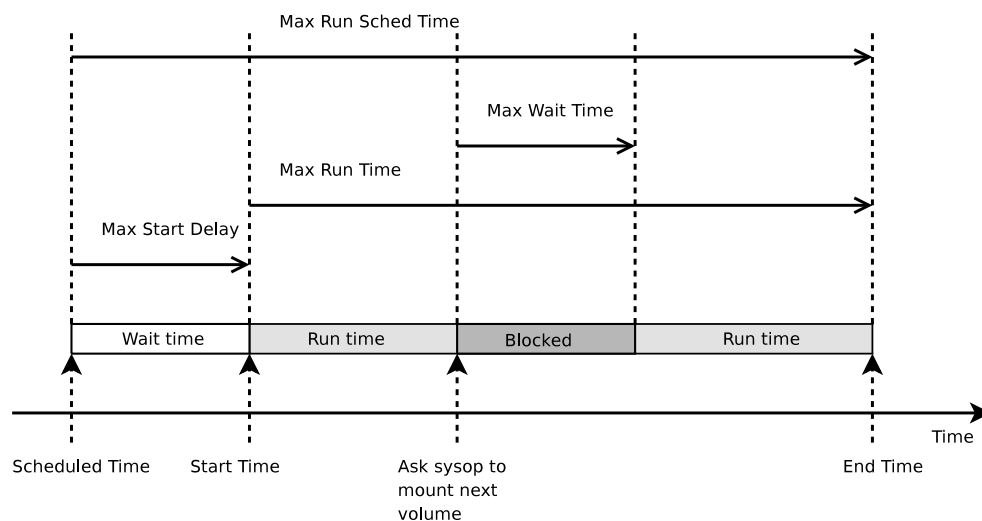 Max Run Sched Time
Max Wait Time
Max Run Time
Max Start Delay
Wait time
Run time
Blocked
Run time
Time
Scheduled Time
Start Time
Ask sysop to
mount next
volume
End Time